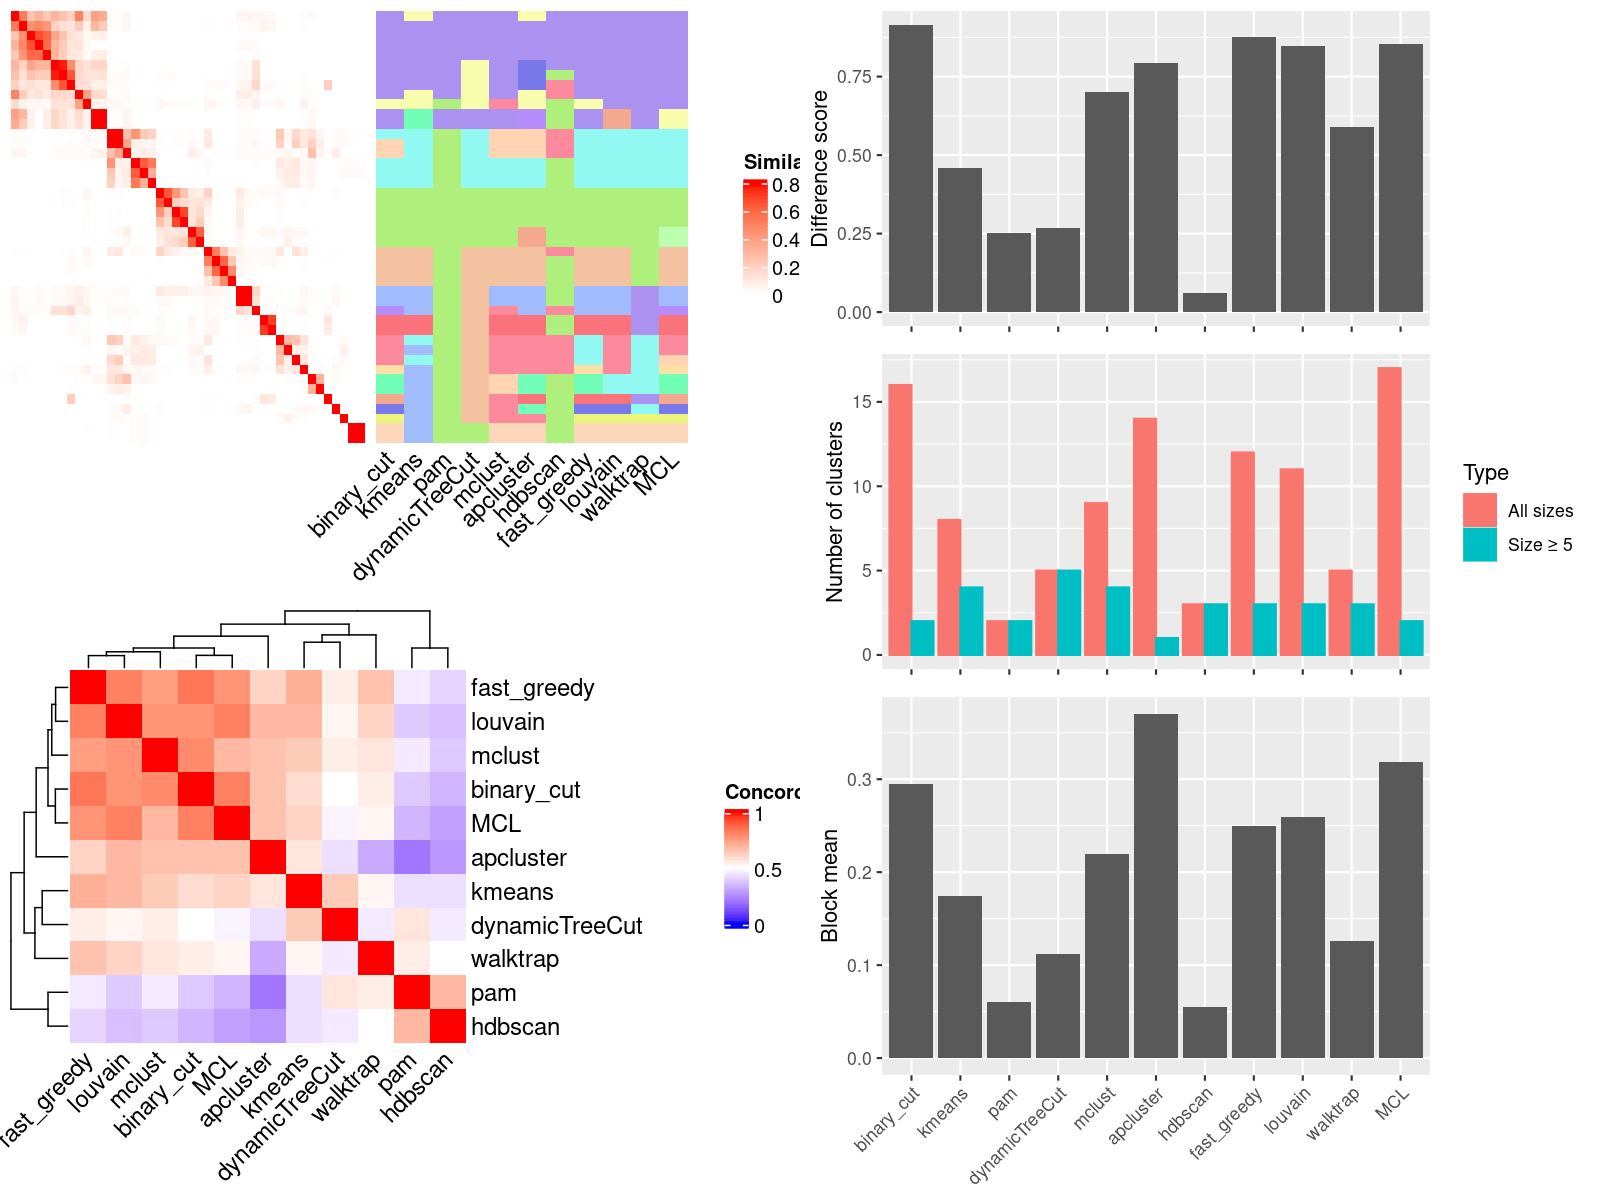 Simila
0.8
0.6
0.4
0.2
0
binary_cut
kmeans
pam
dynamicTreeCut
mclust
apcluster
hdbscan
fast_greedy
louvain
walktrap
MCL
Difference score
0.75
0.50
0.25
0.00
Number of clusters
15
10
5
0
Type
All sizes
Size ≥ 5
fast_greedy
louvain
mclust
binary_cut
MCL
apcluster
kmeans
dynamicTreeCut
walktrap
pam
hdbscan
fast_greedy
louvain
mclust
binary_cut
MCL
apcluster
kmeans
dynamicTreeCut
walktrap
pam
hdbscan
Concord
1
0.5
0
Block mean
0.3
0.2
0.1
0.0
binary_cut
kmeans
pam
dynamicTreeCut
mclust
apcluster
hdbscan
fast_greedy
louvain
walktrap
MCL